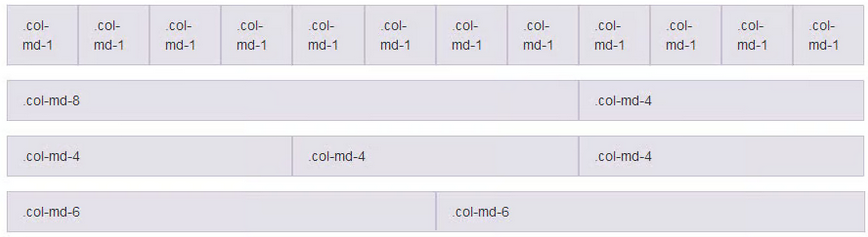 .col- .col- .col- .col- .col- .col- .col- .col- .col- .col- .col- .col-
md-1 md-1 md-1 md-1 md-1 md-1 md-1 md-1 md-1 md-1 md-1 md-1
.col-md-8 .col-md-4
.col-md-4 .col-md-4 .col-md-4
.col-md-6 .col-md-6